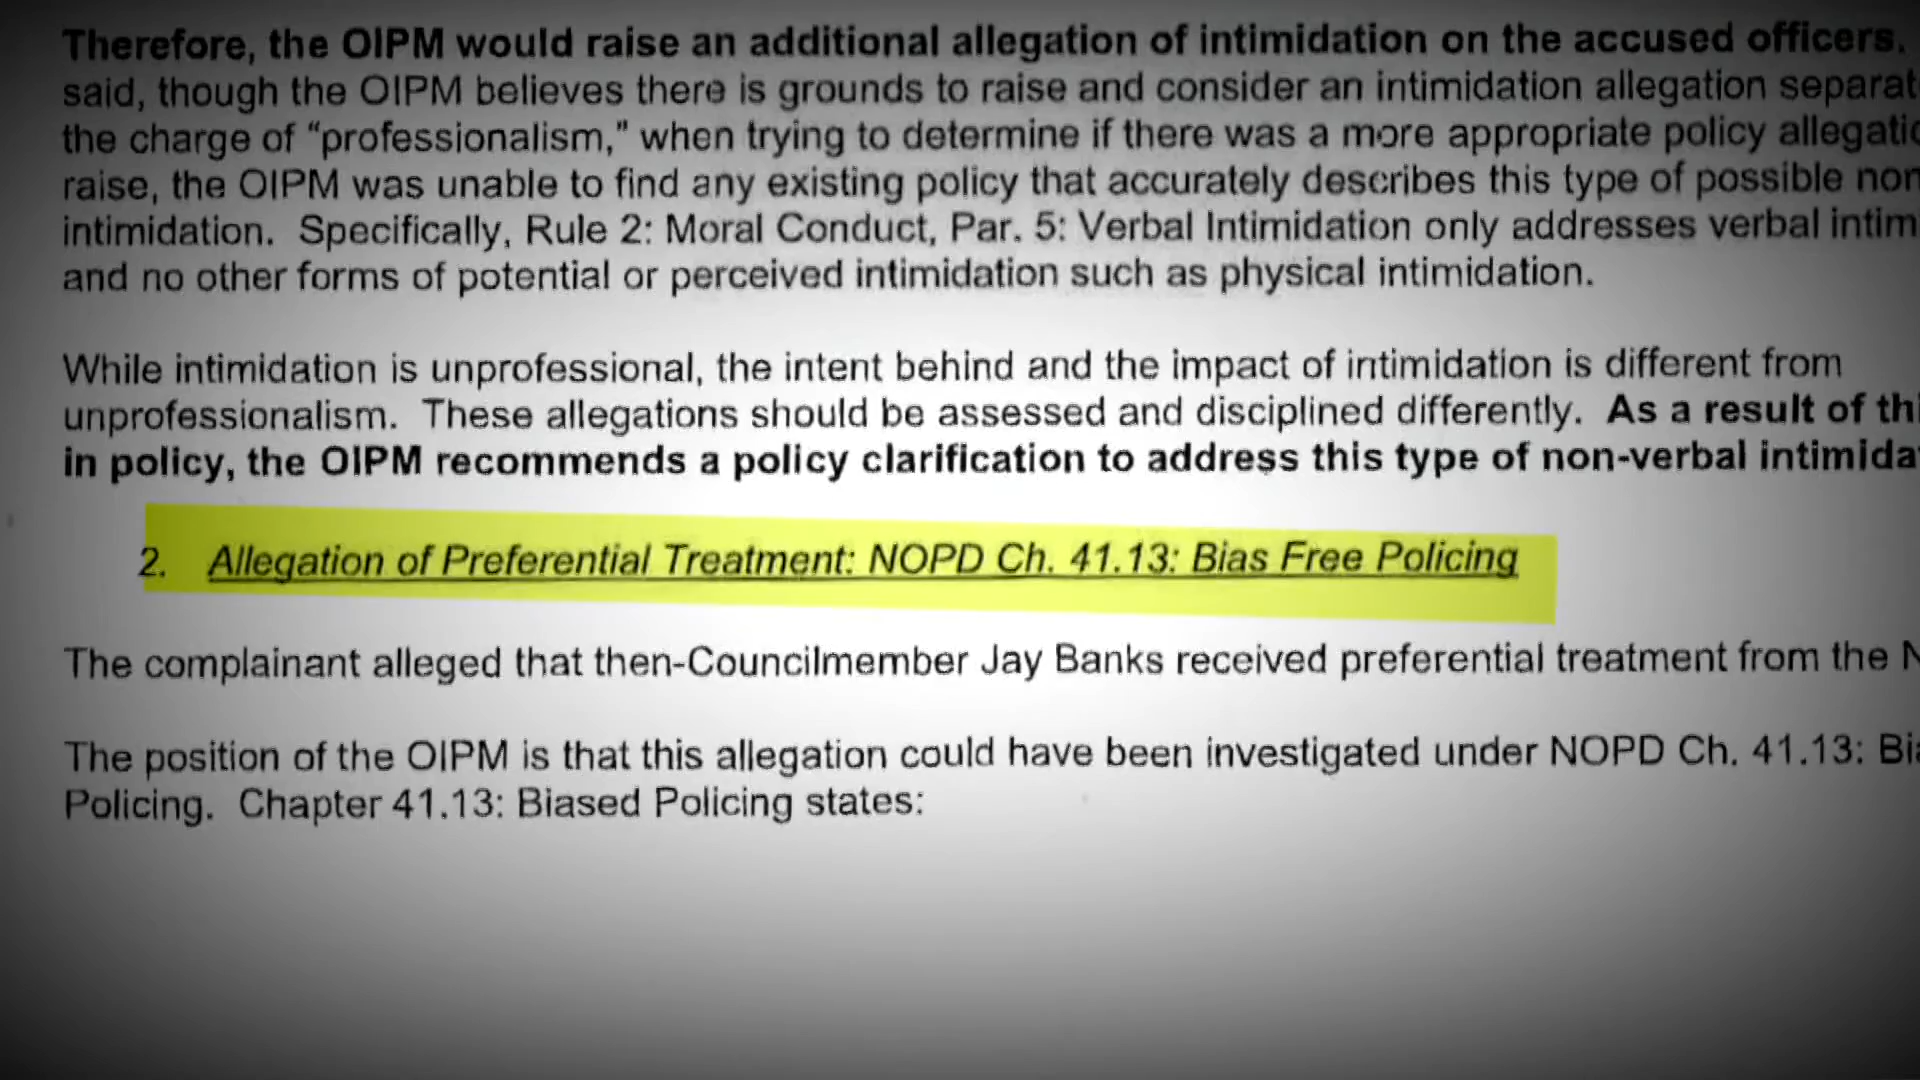 Therefore, the OIPM would raise an additional allegation of intimidation on the accused officers.
said, though the OIPM believes there is grounds to raise and consider an intimidation allegation separat
the charge of “professionalism,” when trying to determine if there was a more appropriate policy allegatio
raise, the OIPM was unable to find any existing policy that accurately describes this type of possible non
intimidation. Specifically, Rule 2: Moral Conduct, Par. 5: Verbal Intimidation only addresses verbal intim
and no other forms of potential or perceived intimidation such as physical intimidation.
While intimidation is unprofessional, the intent behind and the impact of intimidation is different from
unprofessionalism. These allegations should be assessed and disciplined differently. As a result of thi
in policy, the OIPM recommends a policy clarification to address this type of non-verbal intimida
2. Allegation of Preferential Treatment: NOPD Ch. 41.13: Bias Free Policing
The complainant alleged that then-Councilmember Jay Banks received preferential treatment from the N
The position of the OIPM is that this allegation could have been investigated under NOPD Ch. 41.13: Bia
Policing. Chapter 41.13: Biased Policing states: